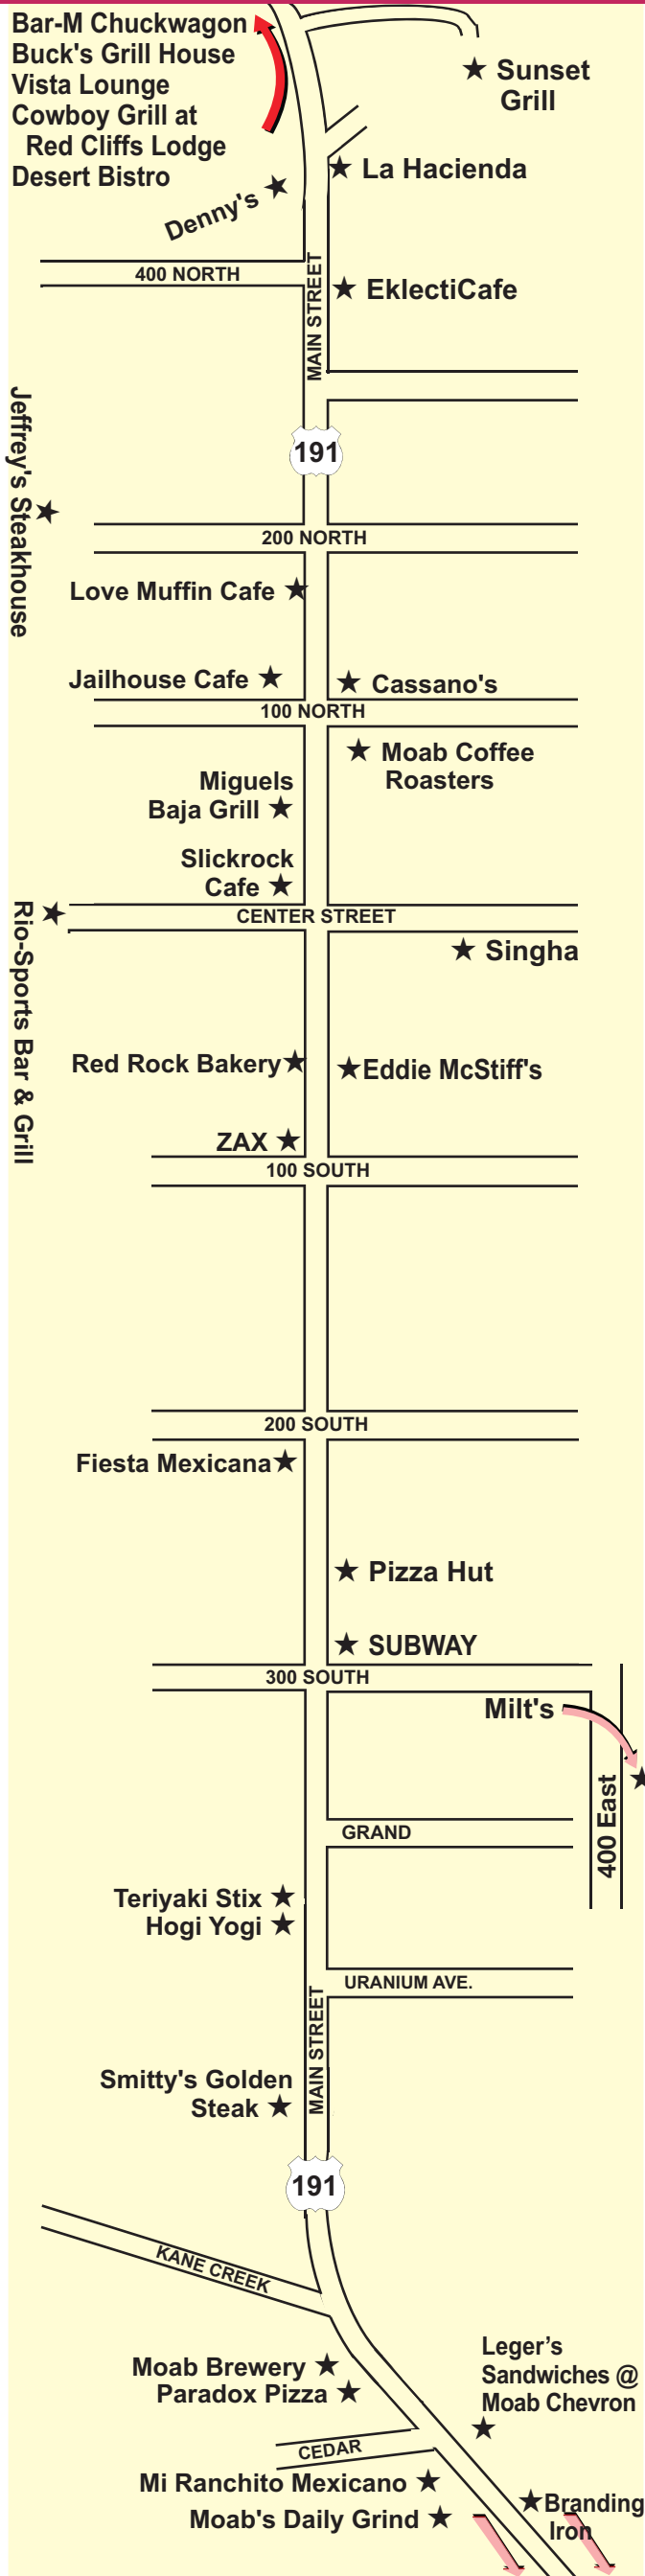 Bar-M Chuckwagon
Buck's Grill House
Vista Lounge
Cowboy Grill at
Red Cliffs Lodge
Desert Bistro
Sunset
Grill
La Hacienda
Denny's
400 NORTH
MAIN STREET
EklectiCafe
191
Jeffrey's Steakhouse
200 NORTH
Love Muffin Cafe
Jailhouse Cafe
Cassano's
100 NORTH
Moab Coffee
Roasters
Miguels
Baja Grill
Slickrock
Cafe
CENTER STREET
Rio-Sports Bar & Grill
Singha
Red Rock Bakery
Eddie McStiff's
ZAX
100 SOUTH
200 SOUTH
Fiesta Mexicana
Pizza Hut
SUBWAY
300 SOUTH
Milt's
400 East
GRAND
Teriyaki Stix
Hogi Yogi
URANIUM AVE.
MAIN STREET
Smitty's Golden
Steak
191
KANE CREEK
Leger’s
Sandwiches @
Moab Chevron
Moab Brewery
Paradox Pizza
CEDAR
Mi Ranchito Mexicano
Moab's Daily Grind
Branding
Iron